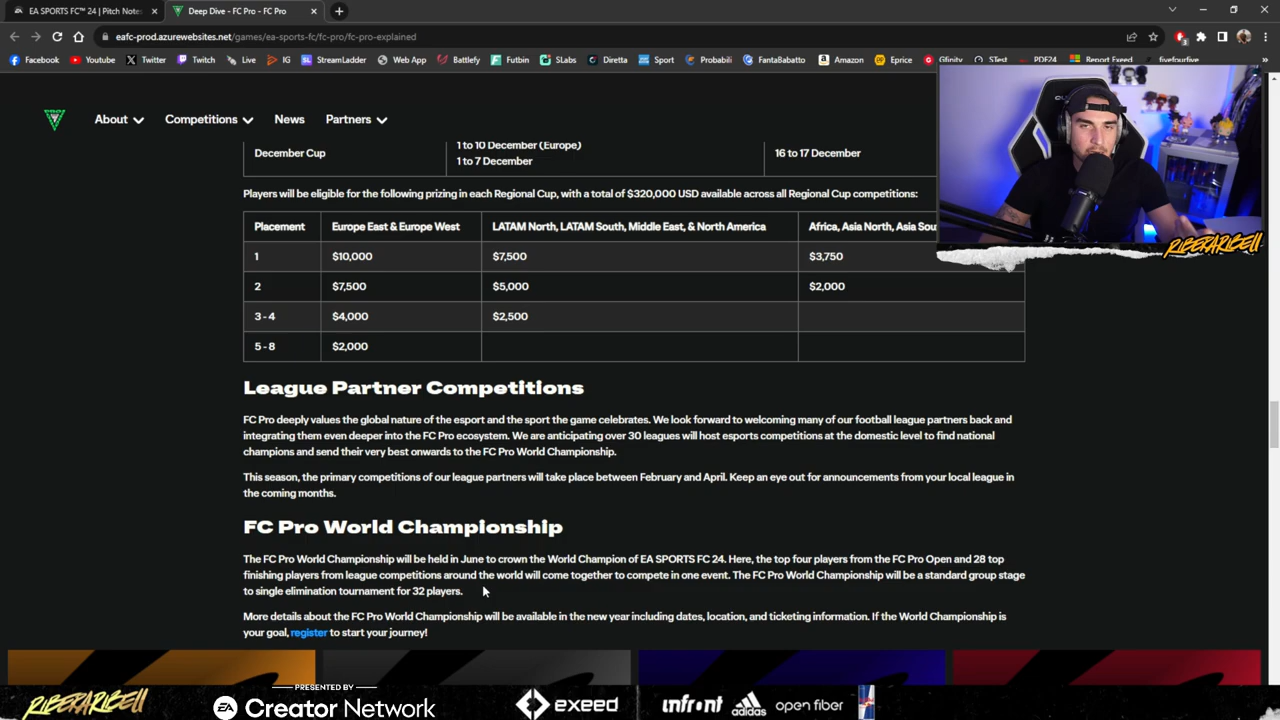 EA SPORTS FC™ 24 | Pitch Notes
Deep Dive - FC Pro - FC Pro
eafc-prod.azurewebsites.net/games/ea-sports-fc/fc-pro/fc-pro-explained
Facebook Youtube Twitter Twitch Live IG StreamLadder Web App Battlefy Futbin SLabs Diretta Sport Probabili FantaBabatto Amazon Eprice Gfinity STest PDF24 Report Exeed fivefourfive
About Competitions News Partners
December Cup
1 to 10 December (Europe)
1 to 7 December
16 to 17 December
Players will be eligible for the following prizing in each Regional Cup, with a total of $320,000 USD available across all Regional Cup competitions:
Placement Europe East & Europe West LATAM North, LATAM South, Middle East, & North America Africa, Asia North, Asia Sou
1 $10,000 $7,500 $3,750
2 $7,500 $5,000 $2,000
3 - 4 $4,000 $2,500
5 - 8 $2,000
League Partner Competitions
FC Pro deeply values the global nature of the esport and the sport the game celebrates. We look forward to welcoming many of our football league partners back and
integrating them even deeper into the FC Pro ecosystem. We are anticipating over 30 leagues will host esports competitions at the domestic level to find national
champions and send their very best onwards to the FC Pro World Championship.
This season, the primary competitions of our league partners will take place between February and April. Keep an eye out for announcements from your local league in
the coming months.
FC Pro World Championship
The FC Pro World Championship will be held in June to crown the World Champion of EA SPORTS FC 24. Here, the top four players from the FC Pro Open and 28 top
finishing players from league competitions around the world will come together to compete in one event. The FC Pro World Championship will be a standard group stage
to single elimination tournament for 32 players.
More details about the FC Pro World Championship will be available in the new year including dates, location, and ticketing information. If the World Championship is
your goal, register to start your journey!
RIBERARIBELL
RIBERARIBELL
PRESENTED BY
EA Creator Network
exeed
infront
adidas
open fiber